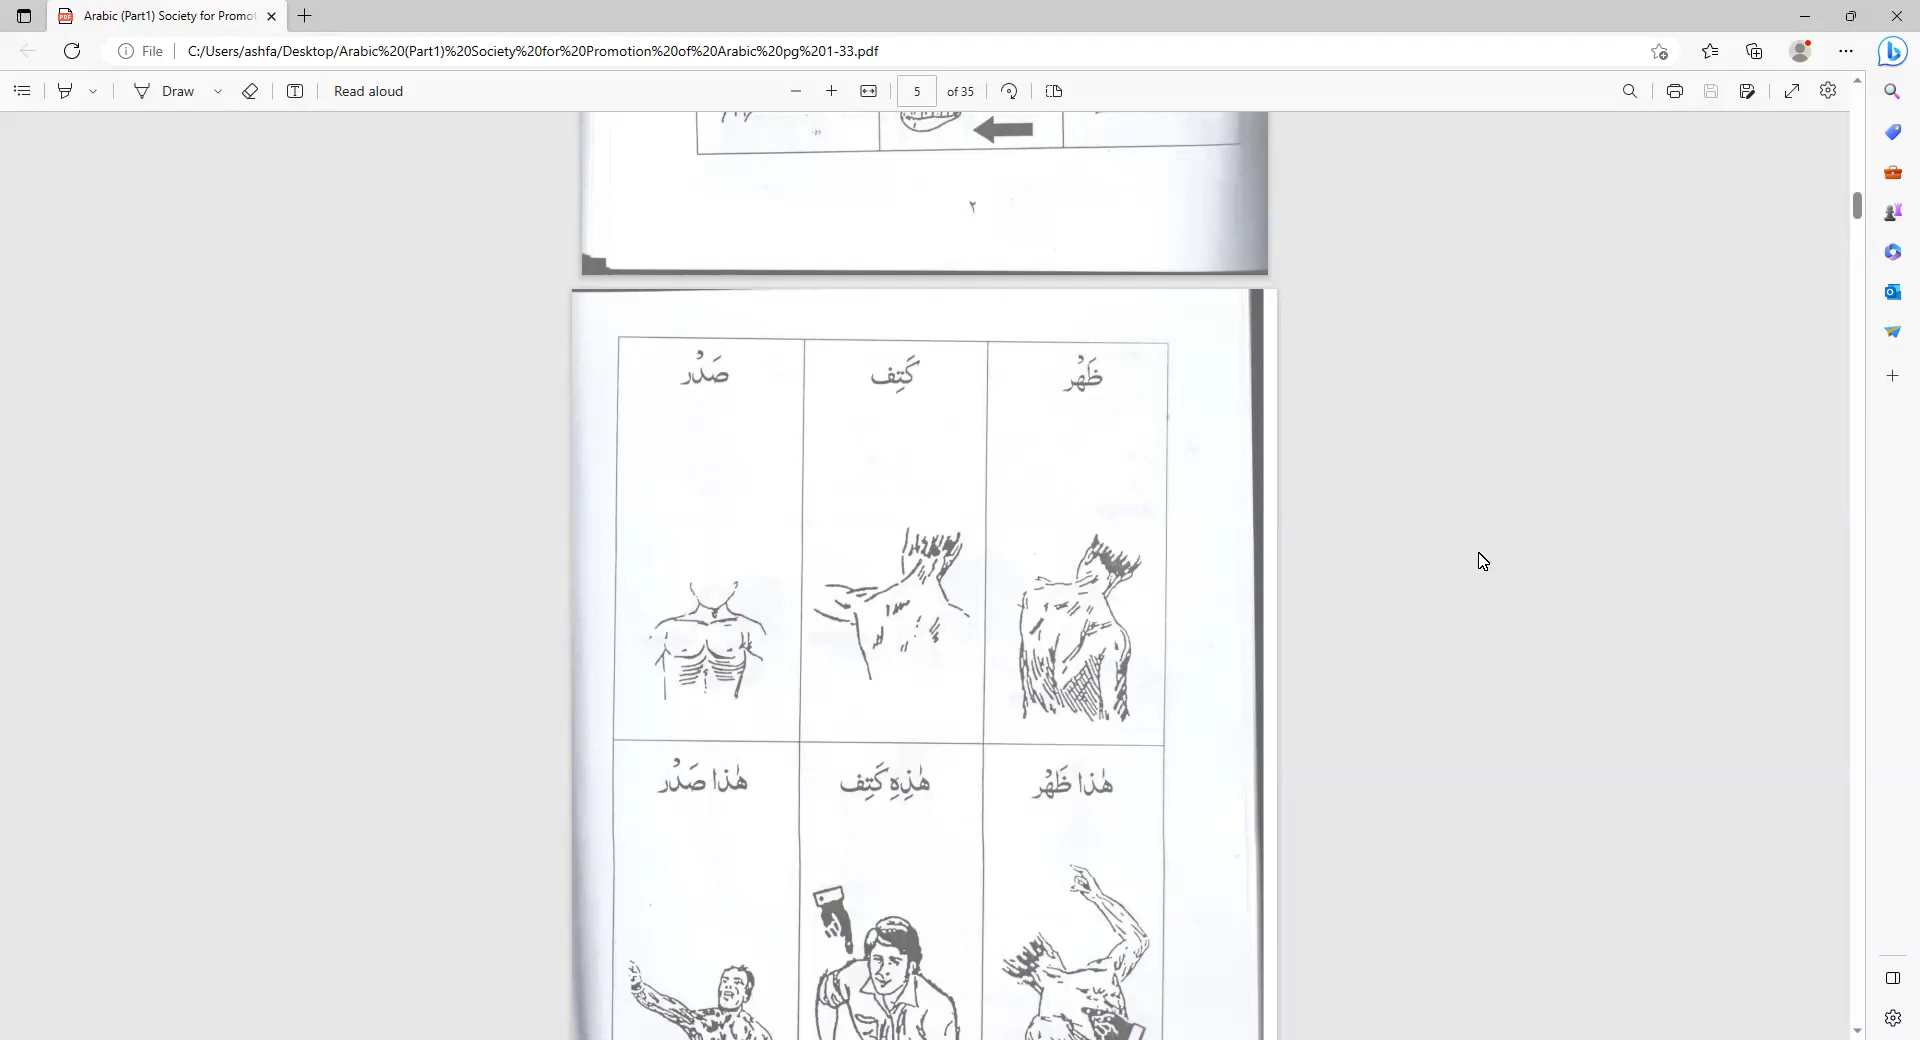 Arabic (Part1) Society for Promot
File
C:/Users/ashfa/Desktop/Arabic%20(Part1)%20Society%20for%20Promotion%20of%20Arabic%20pg%201-33.pdf
Draw
Read aloud
5 of 35
٢
ظَهْر كَتِف صَدْر
هٰذا ظَهْر هٰذِهِ كَتِف هٰذا صَدْر